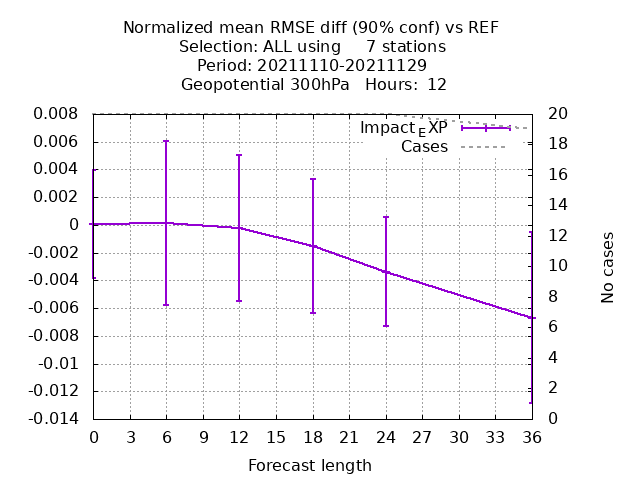 Normalized mean RMSE diff (90% conf) vs REF
Selection: ALL using 7 stations
Period: 20211110-20211129
Geopotential 300hPa Hours: 12
0.008
0.006
0.004
0.002
0
-0.002
-0.004
-0.006
-0.008
-0.01
-0.012
-0.014
Impact_EXP
Cases
20
18
16
14
12
10
8
6
4
2
0
No cases
0 3 6 9 12 15 18 21 24 27 30 33 36
Forecast length